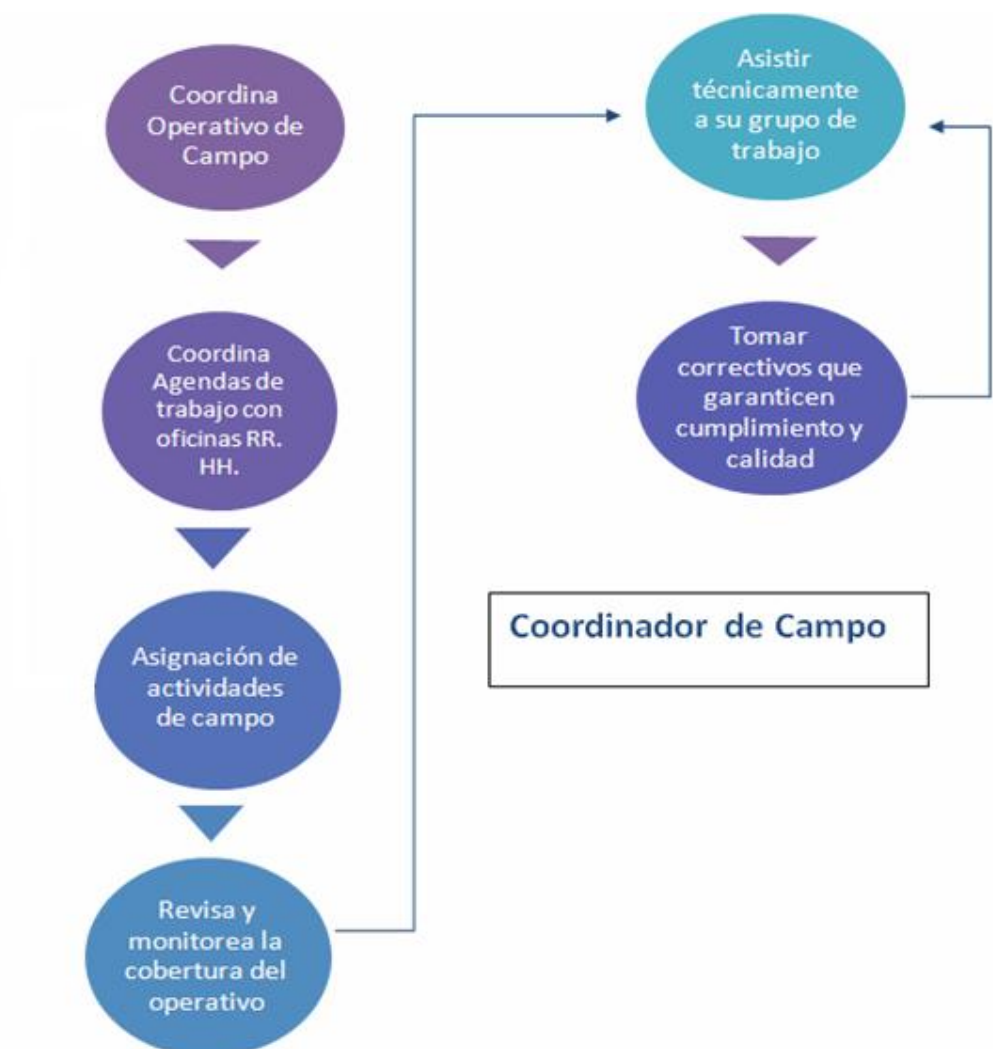 Coordina
Operativo de
Campo
Coordina
Agendas de
trabajo con
oficinas RR.
HH.
Asignación de
actividades
de campo
Revisa y
monitorea la
cobertura del
operativo
Asistir
técnicamente
a su grupo de
trabajo
Tomar
correctivos que
garanticen
cumplimiento y
calidad
Coordinador de Campo